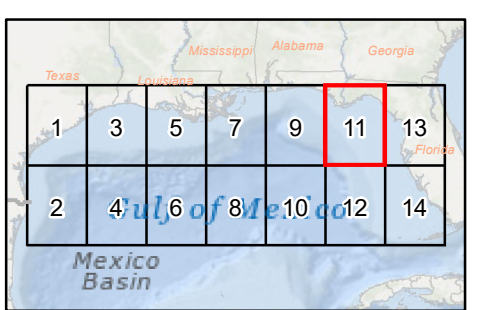 Mississippi Alabama Georgia
Texas Louisiana
1 3 5 7 9 11 13
Florida
2 4 6 8 10 12 14
Gulf of Mexico
Mexico
Basin